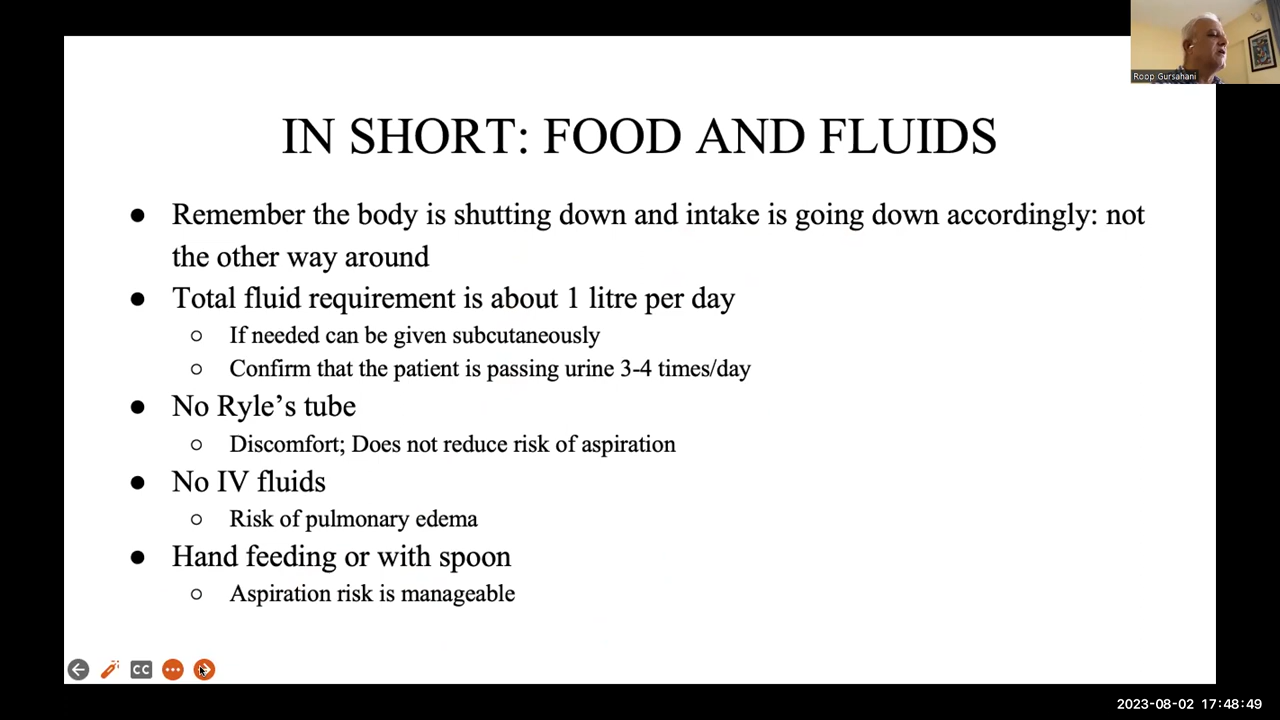 Roop Gursahani
IN SHORT: FOOD AND FLUIDS
● Remember the body is shutting down and intake is going down accordingly: not
the other way around
● Total fluid requirement is about 1 litre per day
○ If needed can be given subcutaneously
○ Confirm that the patient is passing urine 3-4 times/day
● No Ryle’s tube
○ Discomfort; Does not reduce risk of aspiration
● No IV fluids
○ Risk of pulmonary edema
● Hand feeding or with spoon
○ Aspiration risk is manageable
CC
2023-08-02 17:48:49